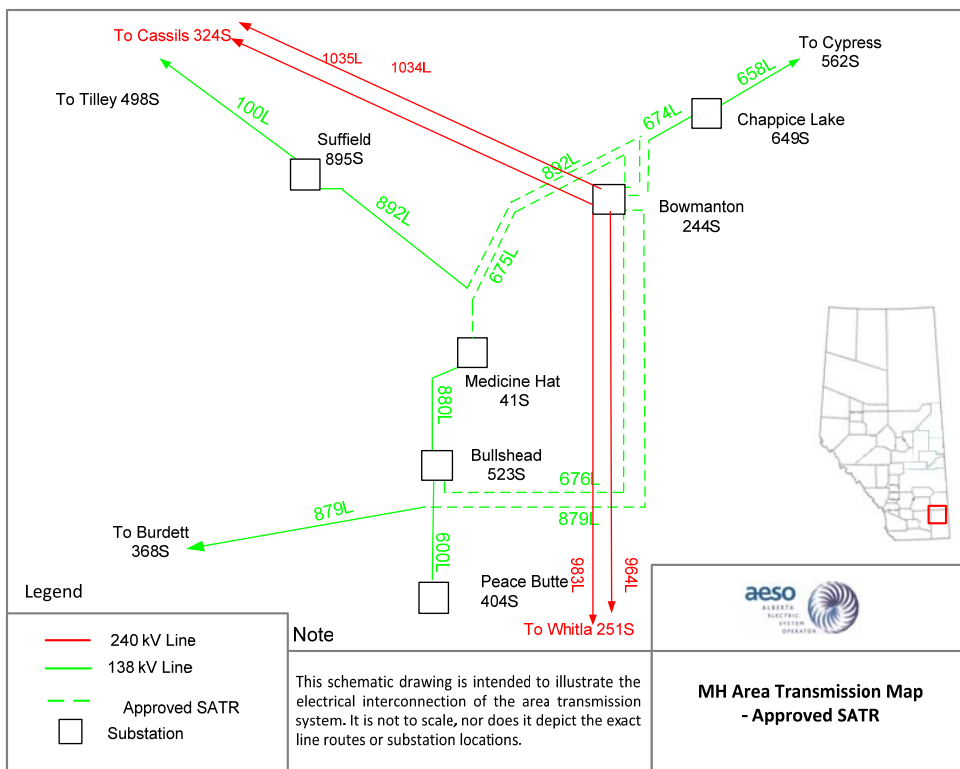 To Cassils 324S
1035L
1034L
To Cypress
562S
658L
To Tilley 498S
100L
674L
Chappice Lake
649S
Suffield
895S
892L
892L
Bowmanton
244S
675L
Medicine Hat
41S
880L
Bullshead
523S
676L
879L
879L
To Burdett
368S
600L
983L
964L
Peace Butte
404S
To Whitla 251S
Legend
240 kV Line
138 kV Line
Approved SATR
Substation
Note
This schematic drawing is intended to illustrate the
electrical interconnection of the area transmission
system. It is not to scale, nor does it depict the exact
line routes or substation locations.
aeso
ALBERTA
ELECTRIC
SYSTEM
OPERATOR
MH Area Transmission Map
- Approved SATR